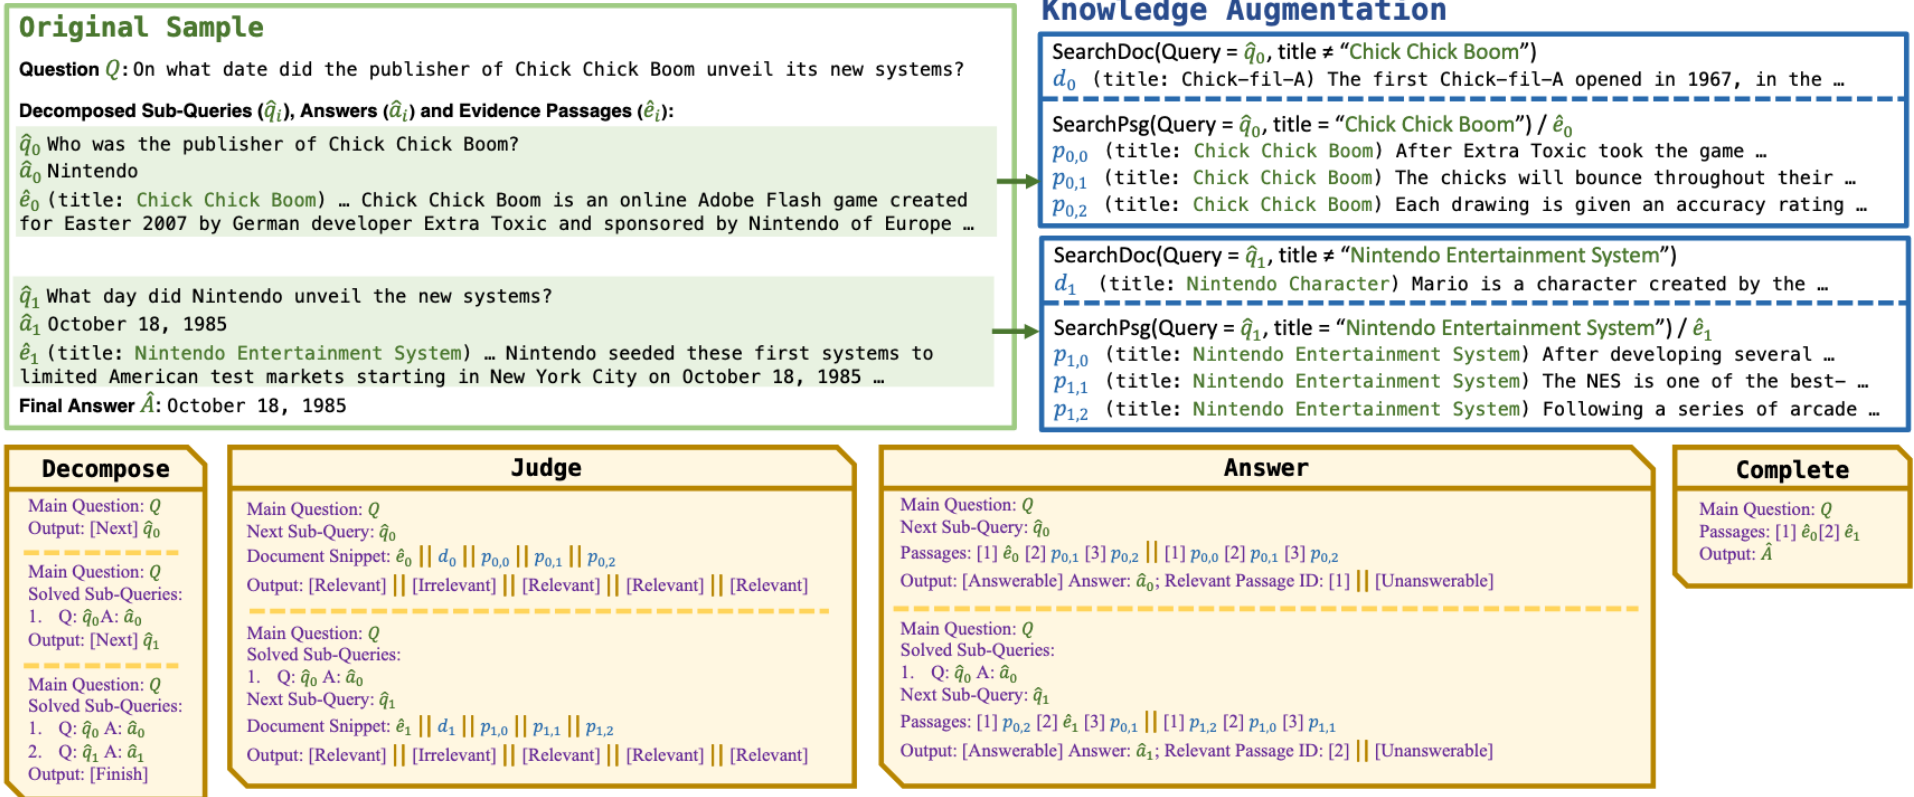 Original Sample
Question Q: On what date did the publisher of Chick Chick Boom unveil its new systems?
Decomposed Sub-Queries (q̂ᵢ), Answers (âᵢ) and Evidence Passages (êᵢ):
q̂₀ Who was the publisher of Chick Chick Boom?
â₀ Nintendo
ê₀ (title: Chick Chick Boom) … Chick Chick Boom is an online Adobe Flash game created
for Easter 2007 by German developer Extra Toxic and sponsored by Nintendo of Europe …
q̂₁ What day did Nintendo unveil the new systems?
â₁ October 18, 1985
ê₁ (title: Nintendo Entertainment System) … Nintendo seeded these first systems to
limited American test markets starting in New York City on October 18, 1985 …
Final Answer Â: October 18, 1985
Knowledge Augmentation
SearchDoc(Query = q̂₀, title ≠ “Chick Chick Boom”)
d₀ (title: Chick-fil-A) The first Chick-fil-A opened in 1967, in the …
SearchPsg(Query = q̂₀, title = “Chick Chick Boom”) / ê₀
p₀,₀ (title: Chick Chick Boom) After Extra Toxic took the game …
p₀,₁ (title: Chick Chick Boom) The chicks will bounce throughout their …
p₀,₂ (title: Chick Chick Boom) Each drawing is given an accuracy rating …
SearchDoc(Query = q̂₁, title ≠ “Nintendo Entertainment System”)
d₁ (title: Nintendo Character) Mario is a character created by the …
SearchPsg(Query = q̂₁, title = “Nintendo Entertainment System”) / ê₁
p₁,₀ (title: Nintendo Entertainment System) After developing several …
p₁,₁ (title: Nintendo Entertainment System) The NES is one of the best– …
p₁,₂ (title: Nintendo Entertainment System) Following a series of arcade …
Decompose
Main Question: Q
Output: [Next] q̂₀
Main Question: Q
Solved Sub-Queries:
1. Q: q̂₀A: â₀
Output: [Next] q̂₁
Main Question: Q
Solved Sub-Queries:
1. Q: q̂₀ A: â₀
2. Q: q̂₁ A: â₁
Output: [Finish]
Judge
Main Question: Q
Next Sub-Query: q̂₀
Document Snippet: ê₀ || d₀ || p₀,₀ || p₀,₁ || p₀,₂
Output: [Relevant] || [Irrelevant] || [Relevant] || [Relevant] || [Relevant]
Main Question: Q
Solved Sub-Queries:
1. Q: q̂₀ A: â₀
Next Sub-Query: q̂₁
Document Snippet: ê₁ || d₁ || p₁,₀ || p₁,₁ || p₁,₂
Output: [Relevant] || [Irrelevant] || [Relevant] || [Relevant] || [Relevant]
Answer
Main Question: Q
Next Sub-Query: q̂₀
Passages: [1] ê₀ [2] p₀,₁ [3] p₀,₂ || [1] p₀,₀ [2] p₀,₁ [3] p₀,₂
Output: [Answerable] Answer: â₀; Relevant Passage ID: [1] || [Unanswerable]
Main Question: Q
Solved Sub-Queries:
1. Q: q̂₀ A: â₀
Next Sub-Query: q̂₁
Passages: [1] p₀,₂ [2] ê₁ [3] p₀,₁ || [1] p₁,₂ [2] p₁,₀ [3] p₁,₁
Output: [Answerable] Answer: â₁; Relevant Passage ID: [2] || [Unanswerable]
Complete
Main Question: Q
Passages: [1] ê₀[2] ê₁
Output: Â